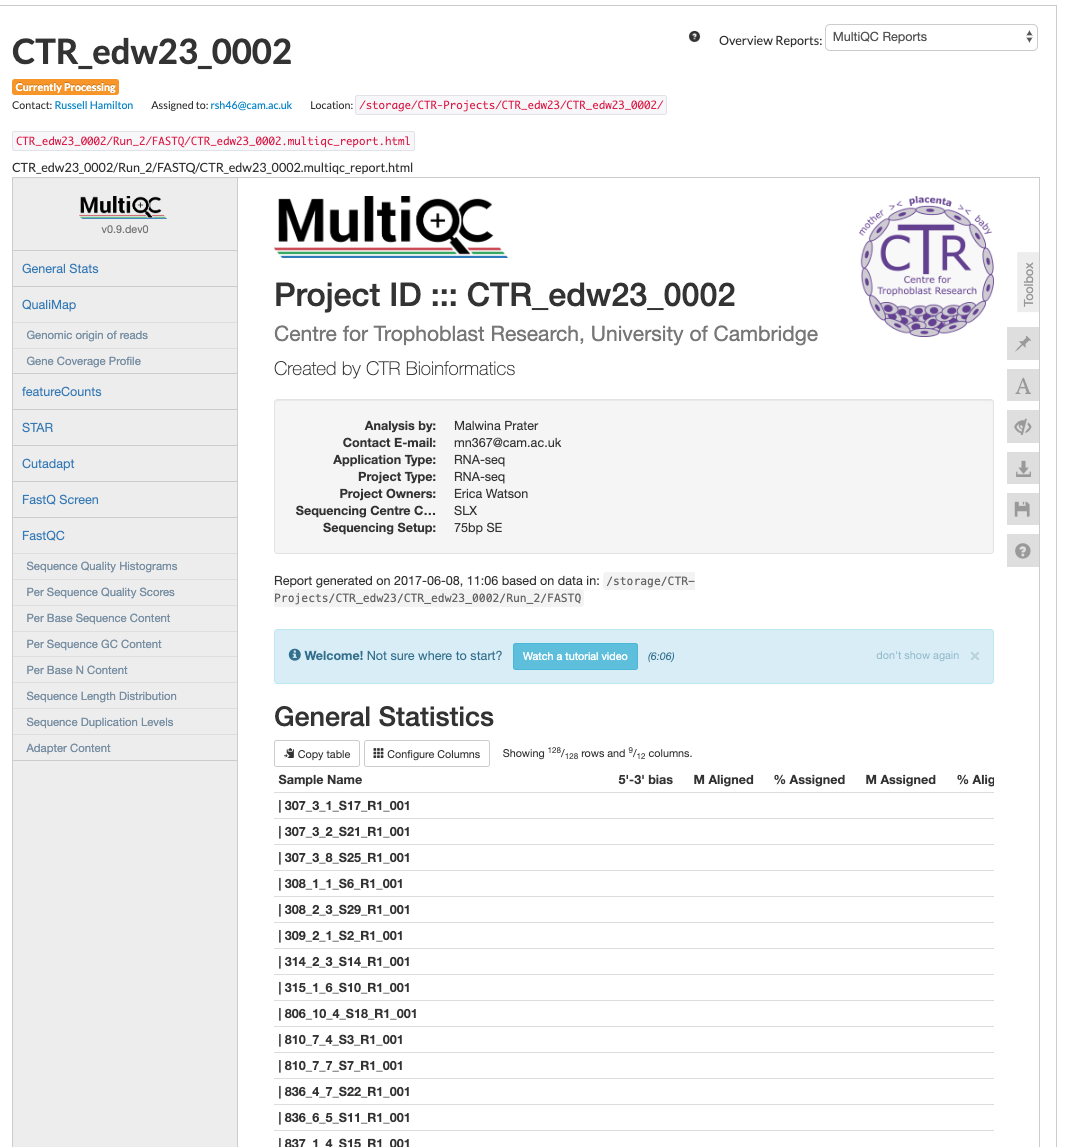 CTR_edw23_0002
Overview Reports: MultiQC Reports
Currently Processing
Contact: Russell Hamilton Assigned to: rsh46@cam.ac.uk Location: /storage/CTR-Projects/CTR_edw23/CTR_edw23_0002/
CTR_edw23_0002/Run_2/FASTQ/CTR_edw23_0002.multiqc_report.html
CTR_edw23_0002/Run_2/FASTQ/CTR_edw23_0002.multiqc_report.html
MultiQC
v0.9.dev0
General Stats
QualiMap
Genomic origin of reads
Gene Coverage Profile
featureCounts
STAR
Cutadapt
FastQ Screen
FastQC
Sequence Quality Histograms
Per Sequence Quality Scores
Per Base Sequence Content
Per Sequence GC Content
Per Base N Content
Sequence Length Distribution
Sequence Duplication Levels
Adapter Content
MultiQC
mother >< placenta >< baby
CTR
Centre for
Trophoblast Research
Toolbox
A
Project ID ::: CTR_edw23_0002
Centre for Trophoblast Research, University of Cambridge
Created by CTR Bioinformatics
Analysis by: Malwina Prater
Contact E-mail: mn367@cam.ac.uk
Application Type: RNA-seq
Project Type: RNA-seq
Project Owners: Erica Watson
Sequencing Centre C... SLX
Sequencing Setup: 75bp SE
Report generated on 2017-06-08, 11:06 based on data in: /storage/CTR-
Projects/CTR_edw23/CTR_edw23_0002/Run_2/FASTQ
Welcome! Not sure where to start? Watch a tutorial video (6:06) don't show again ×
General Statistics
Copy table Configure Columns Showing 128/128 rows and 9/12 columns.
Sample Name 5'-3' bias M Aligned % Assigned M Assigned % Alig
| 307_3_1_S17_R1_001
| 307_3_2_S21_R1_001
| 307_3_8_S25_R1_001
| 308_1_1_S6_R1_001
| 308_2_3_S29_R1_001
| 309_2_1_S2_R1_001
| 314_2_3_S14_R1_001
| 315_1_6_S10_R1_001
| 806_10_4_S18_R1_001
| 810_7_4_S3_R1_001
| 810_7_7_S7_R1_001
| 836_4_7_S22_R1_001
| 836_6_5_S11_R1_001
| 837_1_4_S15_R1_001